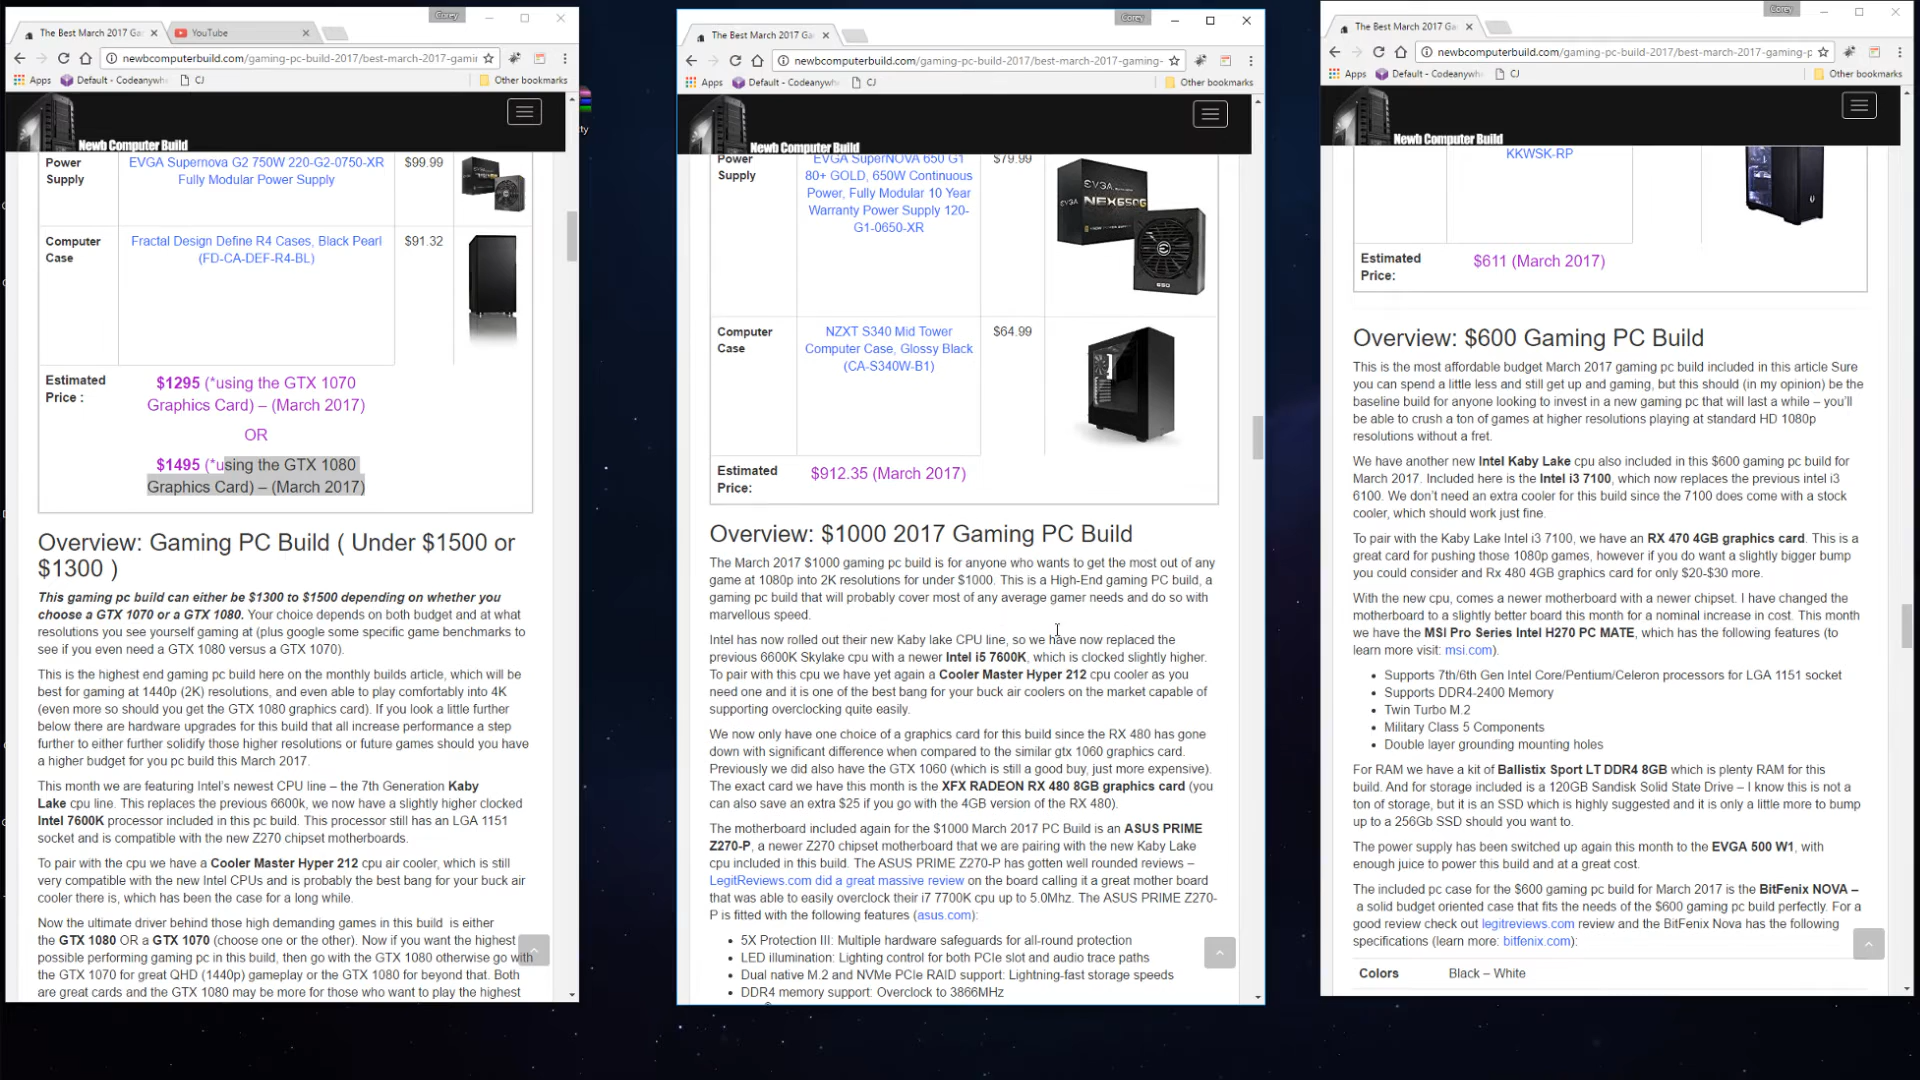 Corey
The Best March 2017 Ga
YouTube
newbcomputerbuild.com/gaming-pc-build-2017/best-march-2017-gamir
Apps
Default - Codeanywh
CJ
Other bookmarks
Newb Computer Build
Power
Supply
EVGA Supernova G2 750W 220-G2-0750-XR
Fully Modular Power Supply
$99.99
Computer
Case
Fractal Design Define R4 Cases, Black Pearl
(FD-CA-DEF-R4-BL)
$91.32
Estimated
Price :
$1295 (*using the GTX 1070
Graphics Card) – (March 2017)
OR
$1495 (*using the GTX 1080
Graphics Card) – (March 2017)
Overview: Gaming PC Build ( Under $1500 or
$1300 )
This gaming pc build can either be $1300 to $1500 depending on whether you
choose a GTX 1070 or a GTX 1080. Your choice depends on both budget and at what
resolutions you see yourself gaming at (plus google some specific game benchmarks to
see if you even need a GTX 1080 versus a GTX 1070).
This is the highest end gaming pc build here on the monthly builds article, which will be
best for gaming at 1440p (2K) resolutions, and even able to play comfortably into 4K
(even more so should you get the GTX 1080 graphics card). If you look a little further
below there are hardware upgrades for this build that all increase performance a step
further to either further solidify those higher resolutions or future games should you have
a higher budget for you pc build this March 2017.
This month we are featuring Intel's newest CPU line – the 7th Generation Kaby
Lake cpu line. This replaces the previous 6600k, we now have a slightly higher clocked
Intel 7600K processor included in this pc build. This processor still has an LGA 1151
socket and is compatible with the new Z270 chipset motherboards.
To pair with the cpu we have a Cooler Master Hyper 212 cpu air cooler, which is still
very compatible with the new Intel CPUs and is probably the best bang for your buck air
cooler there is, which has been the case for a long while.
Now the ultimate driver behind those high demanding games in this build is either
the GTX 1080 OR a GTX 1070 (choose one or the other). Now if you want the highest
possible performing gaming pc in this build, then go with the GTX 1080 otherwise go with
the GTX 1070 for great QHD (1440p) gameplay or the GTX 1080 for beyond that. Both
are great cards and the GTX 1080 may be more for those who want to play the highest
ty
Corey
The Best March 2017 Ga
newbcomputerbuild.com/gaming-pc-build-2017/best-march-2017-gaming-
Apps
Default - Codeanywh
CJ
Other bookmarks
Newb Computer Build
Power
Supply
EVGA SuperNOVA 650 G1
80+ GOLD, 650W Continuous
Power, Fully Modular 10 Year
Warranty Power Supply 120-
G1-0650-XR
$79.99
EVGA
NEX650G
650
Computer
Case
NZXT S340 Mid Tower
Computer Case, Glossy Black
(CA-S340W-B1)
$64.99
Estimated
Price:
$912.35 (March 2017)
Overview: $1000 2017 Gaming PC Build
The March 2017 $1000 gaming pc build is for anyone who wants to get the most out of any
game at 1080p into 2K resolutions for under $1000. This is a High-End gaming PC build, a
gaming pc build that will probably cover most of any average gamer needs and do so with
marvellous speed.
Intel has now rolled out their new Kaby lake CPU line, so we have now replaced the
previous 6600K Skylake cpu with a newer Intel i5 7600K, which is clocked slightly higher.
To pair with this cpu we have yet again a Cooler Master Hyper 212 cpu cooler as you
need one and it is one of the best bang for your buck air coolers on the market capable of
supporting overclocking quite easily.
We now only have one choice of a graphics card for this build since the RX 480 has gone
down with significant difference when compared to the similar gtx 1060 graphics card.
Previously we did also have the GTX 1060 (which is still a good buy, just more expensive).
The exact card we have this month is the XFX RADEON RX 480 8GB graphics card (you
can also save an extra $25 if you go with the 4GB version of the RX 480).
The motherboard included again for the $1000 March 2017 PC Build is an ASUS PRIME
Z270-P, a newer Z270 chipset motherboard that we are pairing with the new Kaby Lake
cpu included in this build. The ASUS PRIME Z270-P has gotten well rounded reviews –
LegitReviews.com did a great massive review on the board calling it a great mother board
that was able to easily overclock their i7 7700K cpu up to 5.0Mhz. The ASUS PRIME Z270-
P is fitted with the following features (asus.com):
5X Protection III: Multiple hardware safeguards for all-round protection
LED illumination: Lighting control for both PCIe slot and audio trace paths
Dual native M.2 and NVMe PCIe RAID support: Lightning-fast storage speeds
DDR4 memory support: Overclock to 3866MHz
Corey
The Best March 2017 Ga
newbcomputerbuild.com/gaming-pc-build-2017/best-march-2017-gaming-p
Apps
Default - Codeanywh
CJ
Other bookmarks
Newb Computer Build
KKWSK-RP
Estimated
Price:
$611 (March 2017)
Overview: $600 Gaming PC Build
This is the most affordable budget March 2017 gaming pc build included in this article Sure
you can spend a little less and still get up and gaming, but this should (in my opinion) be the
baseline build for anyone looking to invest in a new gaming pc that will last a while – you'll
be able to crush a ton of games at higher resolutions playing at standard HD 1080p
resolutions without a fret.
We have another new Intel Kaby Lake cpu also included in this $600 gaming pc build for
March 2017. Included here is the Intel i3 7100, which now replaces the previous intel i3
6100. We don't need an extra cooler for this build since the 7100 does come with a stock
cooler, which should work just fine.
To pair with the Kaby Lake Intel i3 7100, we have an RX 470 4GB graphics card. This is a
great card for pushing those 1080p games, however if you do want a slightly bigger bump
you could consider and Rx 480 4GB graphics card for only $20-$30 more.
With the new cpu, comes a newer motherboard with a newer chipset. I have changed the
motherboard to a slightly better board this month for a nominal increase in cost. This month
we have the MSI Pro Series Intel H270 PC MATE, which has the following features (to
learn more visit: msi.com).
Supports 7th/6th Gen Intel Core/Pentium/Celeron processors for LGA 1151 socket
Supports DDR4-2400 Memory
Twin Turbo M.2
Military Class 5 Components
Double layer grounding mounting holes
For RAM we have a kit of Ballistix Sport LT DDR4 8GB which is plenty RAM for this
build. And for storage included is a 120GB Sandisk Solid State Drive – I know this is not a
ton of storage, but it is an SSD which is highly suggested and it is only a little more to bump
up to a 256Gb SSD should you want to.
The power supply has been switched up again this month to the EVGA 500 W1, with
enough juice to power this build and at a great cost.
The included pc case for the $600 gaming pc build for March 2017 is the BitFenix NOVA –
a solid budget oriented case that fits the needs of the $600 gaming pc build perfectly. For a
good review check out legitreviews.com review and the BitFenix Nova has the following
specifications (learn more: bitfenix.com):
Colors
Black – White